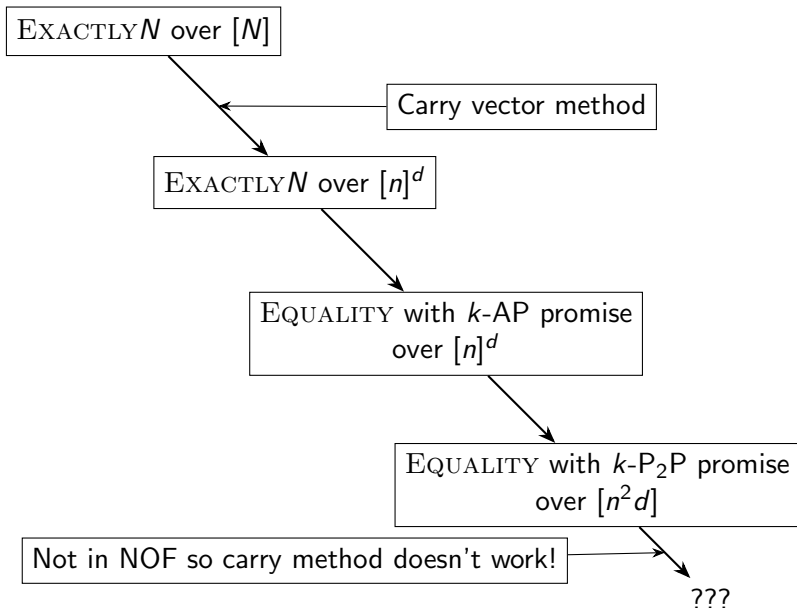 EXACTLYN over [N]
Carry vector method
EXACTLYN over [n]^d
EQUALITY with k-AP promise
over [n]^d
EQUALITY with k-P₂P promise
over [n²d]
Not in NOF so carry method doesn't work!
???